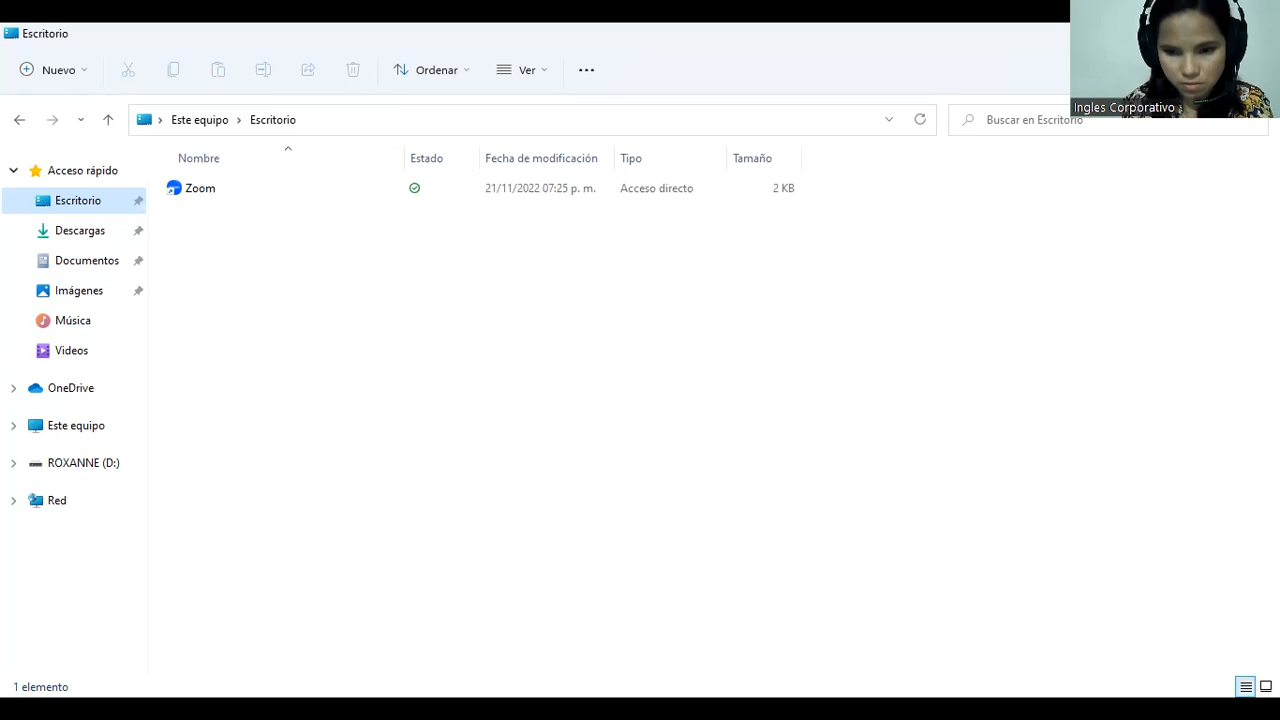 Escritorio
Nuevo
Ordenar
Ver
Ingles Corporativo
Este equipo
Escritorio
Buscar en Escritorio
Nombre
Estado
Fecha de modificación
Tipo
Tamaño
Zoom
21/11/2022 07:25 p. m.
Acceso directo
2 KB
Acceso rápido
Escritorio
Descargas
Documentos
Imágenes
Música
Videos
OneDrive
Este equipo
ROXANNE (D:)
Red
1 elemento